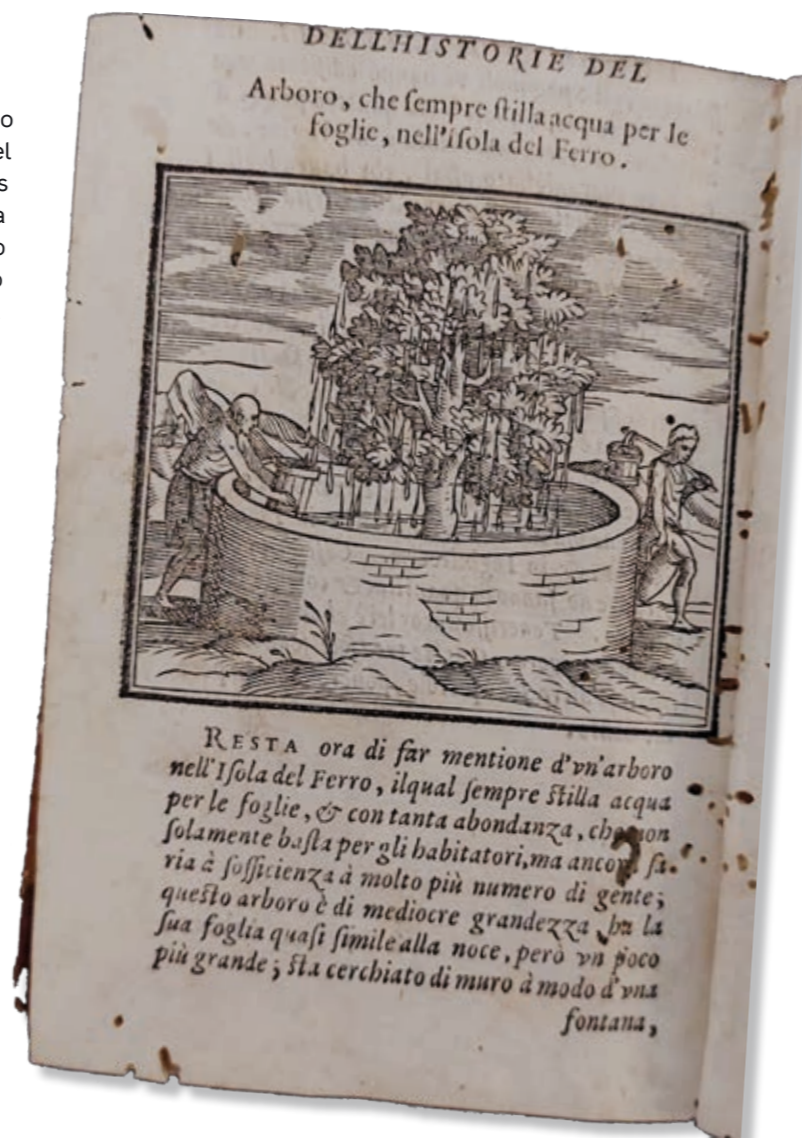 o
el
s
a
o
o
DELL'HISTORIE DEL
Arboro, che ſempre ſtilla acqua per le
foglie, nell'iſola del Ferro.
RESTA ora di far mentione d'vn'arboro
nell'Iſola del Ferro, ilqual ſempre ſtilla acqua
per le foglie, & con tanta abondanza, che non
ſolamente baſta per gli habitatori, ma ancora ſa-
ria à ſofficienza à molto più numero di gente;
queſto arboro è di mediocre grandezza, ha la
ſua foglia quaſi ſimile alla noce, però vn poco
più grande; ſta cerchiato di muro à modo d'vna
fontana,